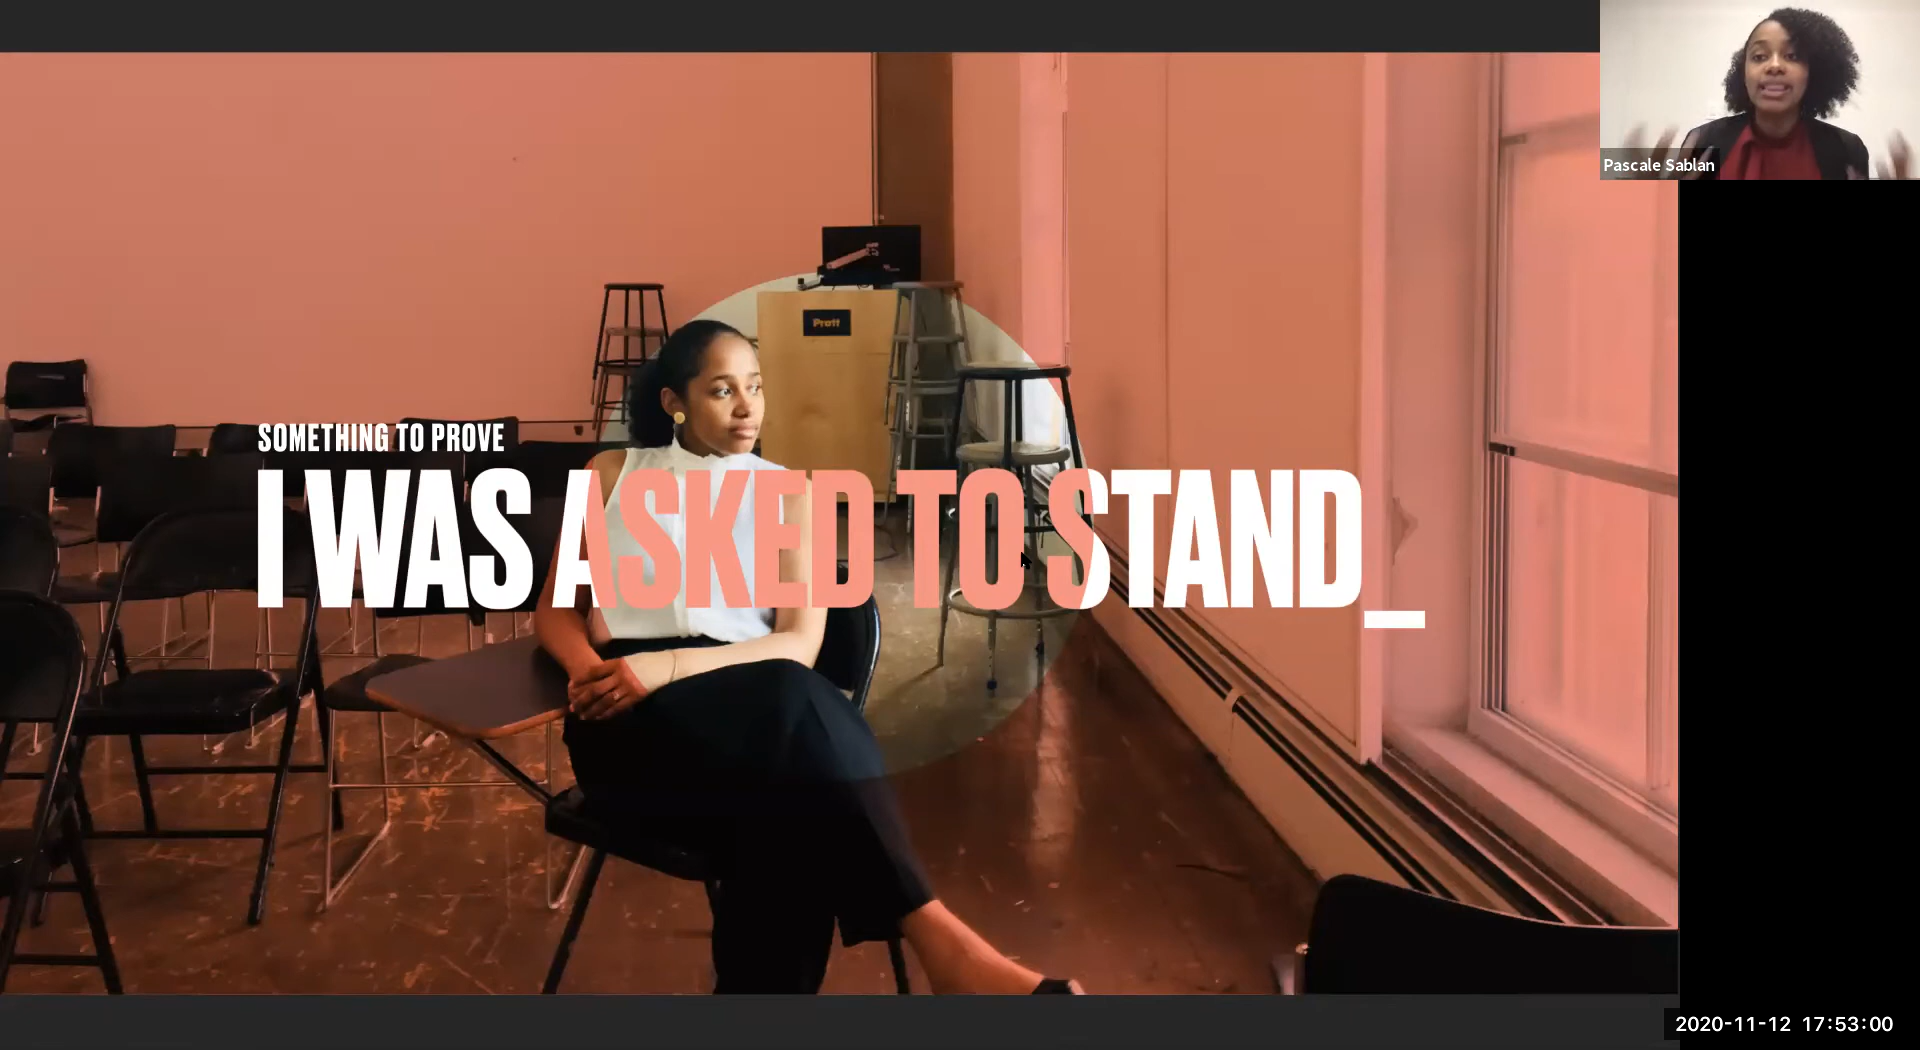 Pascale Sablan
Pratt
SOMETHING TO PROVE
I WAS ASKED TO STAND_
2020-11-12 17:53:00